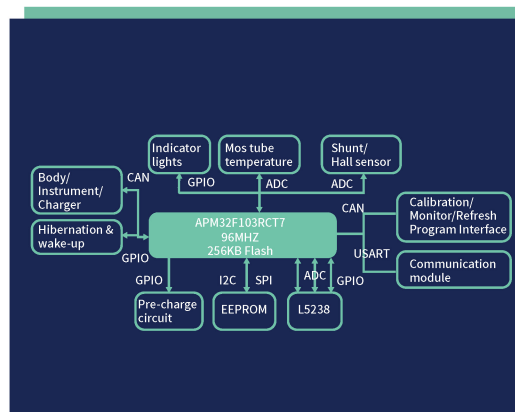 Indicator
lights
Mos tube
temperature
Shunt/
Hall sensor
GPIO
ADC
ADC
Body/
Instrument/
Charger
CAN
Hibernation &
wake-up
GPIO
APM32F103RCT7
96MHZ
256KB Flash
CAN
Calibration/
Monitor/Refresh
Program Interface
USART
Communication
module
GPIO
I2C
SPI
ADC
GPIO
Pre-charge
circuit
EEPROM
L5238